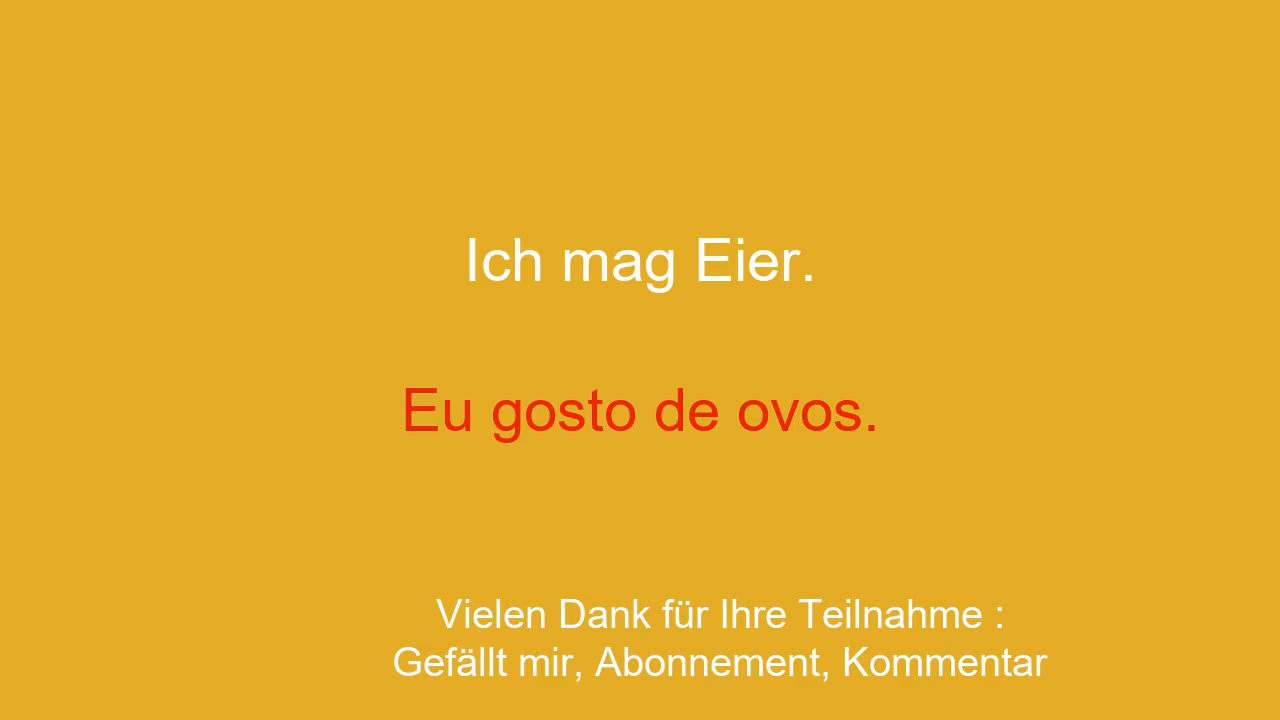 Ich mag Eier.
Eu gosto de ovos.
Vielen Dank für Ihre Teilnahme :
Gefällt mir, Abonnement, Kommentar